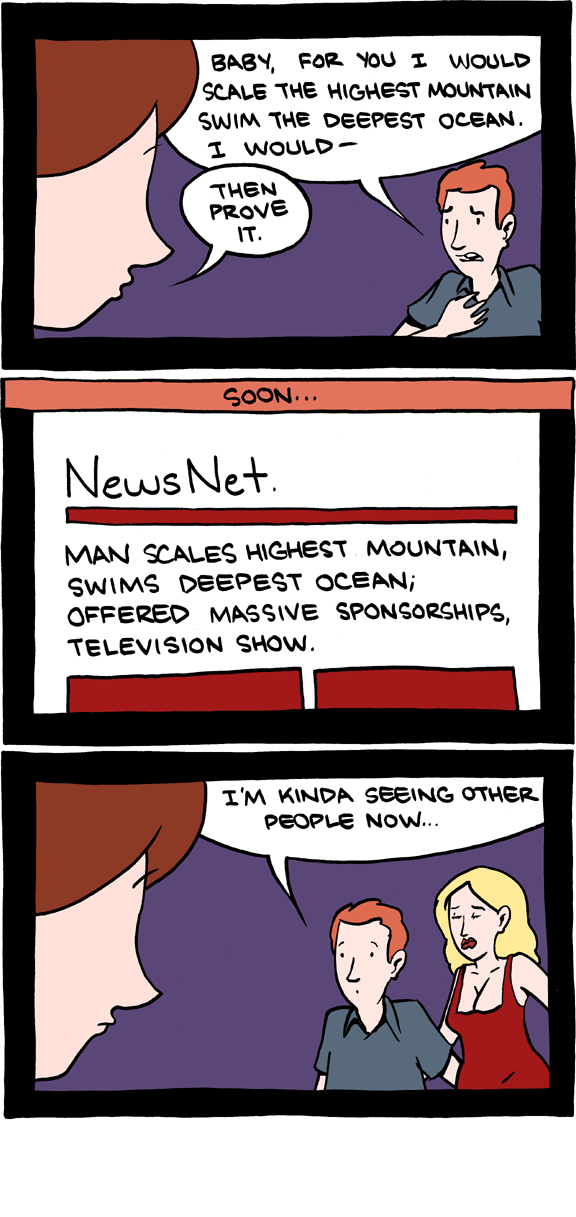 BABY, FOR YOU I WOULD
SCALE THE HIGHEST MOUNTAIN
SWIM THE DEEPEST OCEAN.
I WOULD—
THEN
PROVE
IT.
SOON...
NewsNet.
MAN SCALES HIGHEST MOUNTAIN,
SWIMS DEEPEST OCEAN;
OFFERED MASSIVE SPONSORSHIPS,
TELEVISION SHOW.
I'M KINDA SEEING OTHER
PEOPLE NOW...